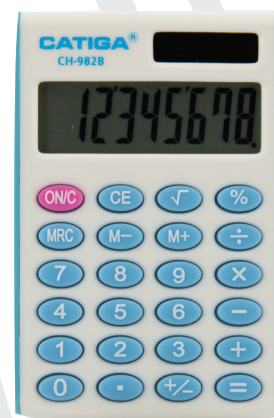 CATIGA®
CH-982B
12345678.
ON/C CE √ %
MRC M− M+ ÷
7 8 9 ×
4 5 6 −
1 2 3 +
0 . +/− =